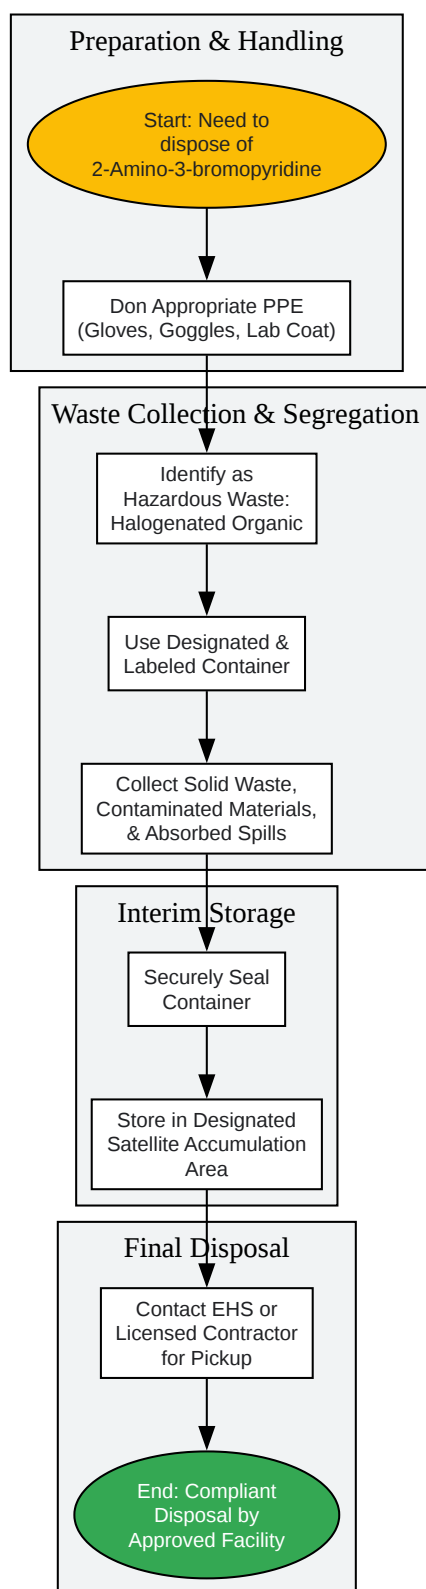 Preparation & Handling
Start: Need to
dispose of
2-Amino-3-bromopyridine
Don Appropriate PPE
(Gloves, Goggles, Lab Coat)
Waste Collection & Segregation
Identify as
Hazardous Waste:
Halogenated Organic
Use Designated &
Labeled Container
Collect Solid Waste,
Contaminated Materials,
& Absorbed Spills
Interim Storage
Securely Seal
Container
Store in Designated
Satellite Accumulation
Area
Final Disposal
Contact EHS or
Licensed Contractor
for Pickup
End: Compliant
Disposal by
Approved Facility